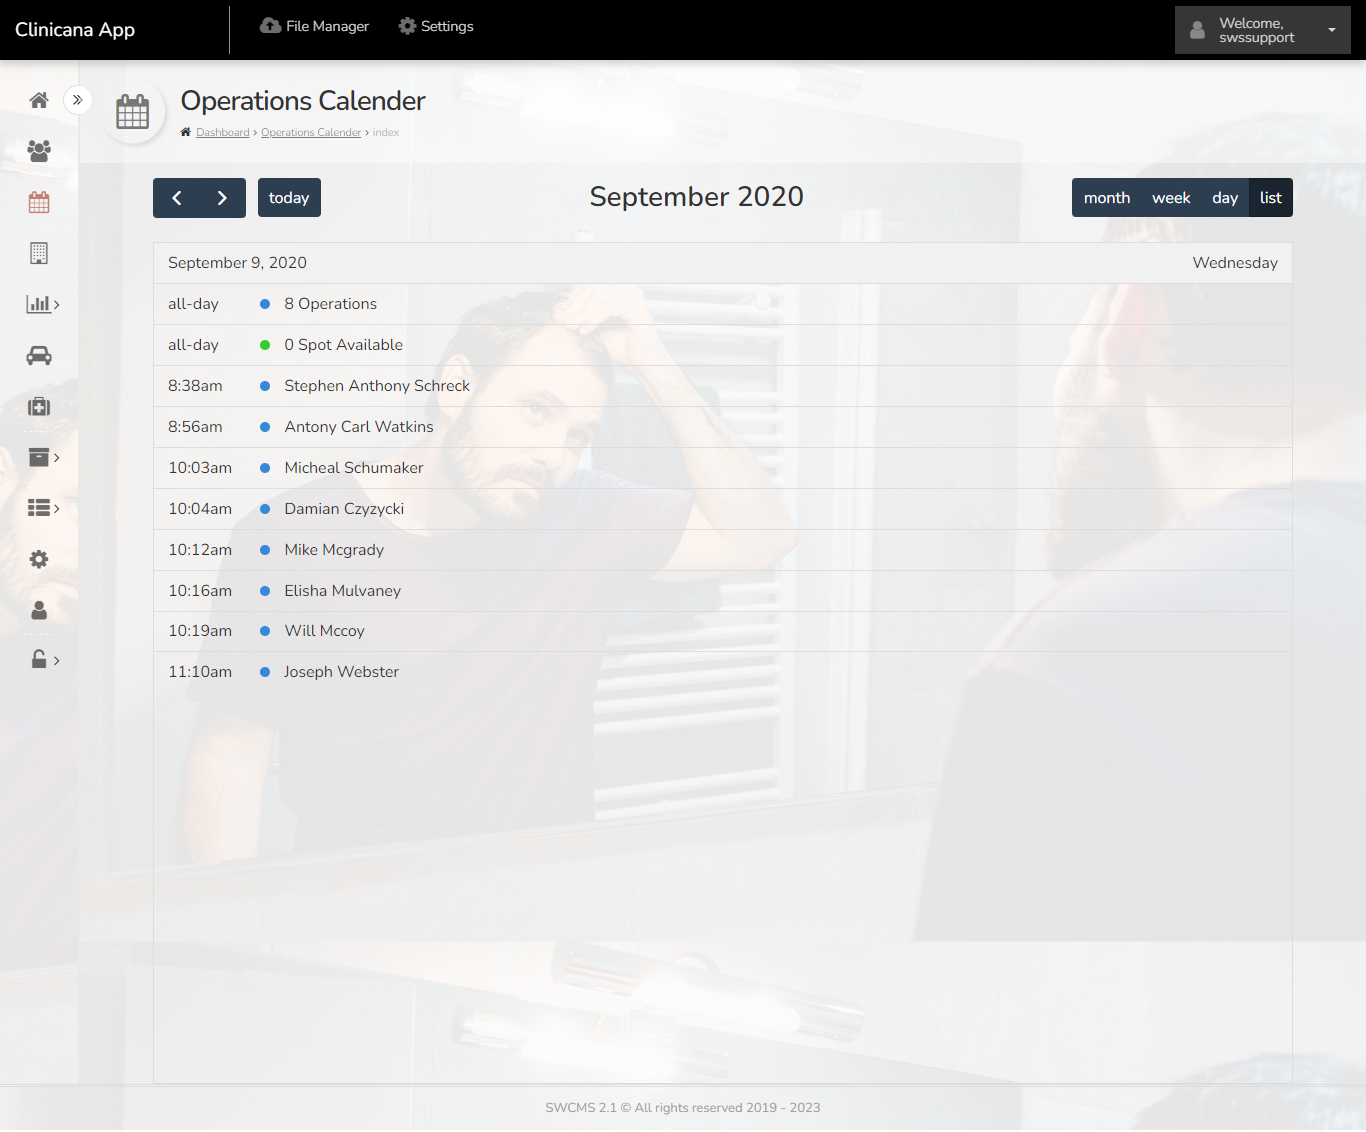 Clinicana App
File Manager
Settings
Welcome,
swssupport
Operations Calender
Dashboard › Operations Calender › index
today
September 2020
month week day list
September 9, 2020 Wednesday
all-day 8 Operations
all-day 0 Spot Available
8:38am Stephen Anthony Schreck
8:56am Antony Carl Watkins
10:03am Micheal Schumaker
10:04am Damian Czyzycki
10:12am Mike Mcgrady
10:16am Elisha Mulvaney
10:19am Will Mccoy
11:10am Joseph Webster
SWCMS 2.1 © All rights reserved 2019 - 2023